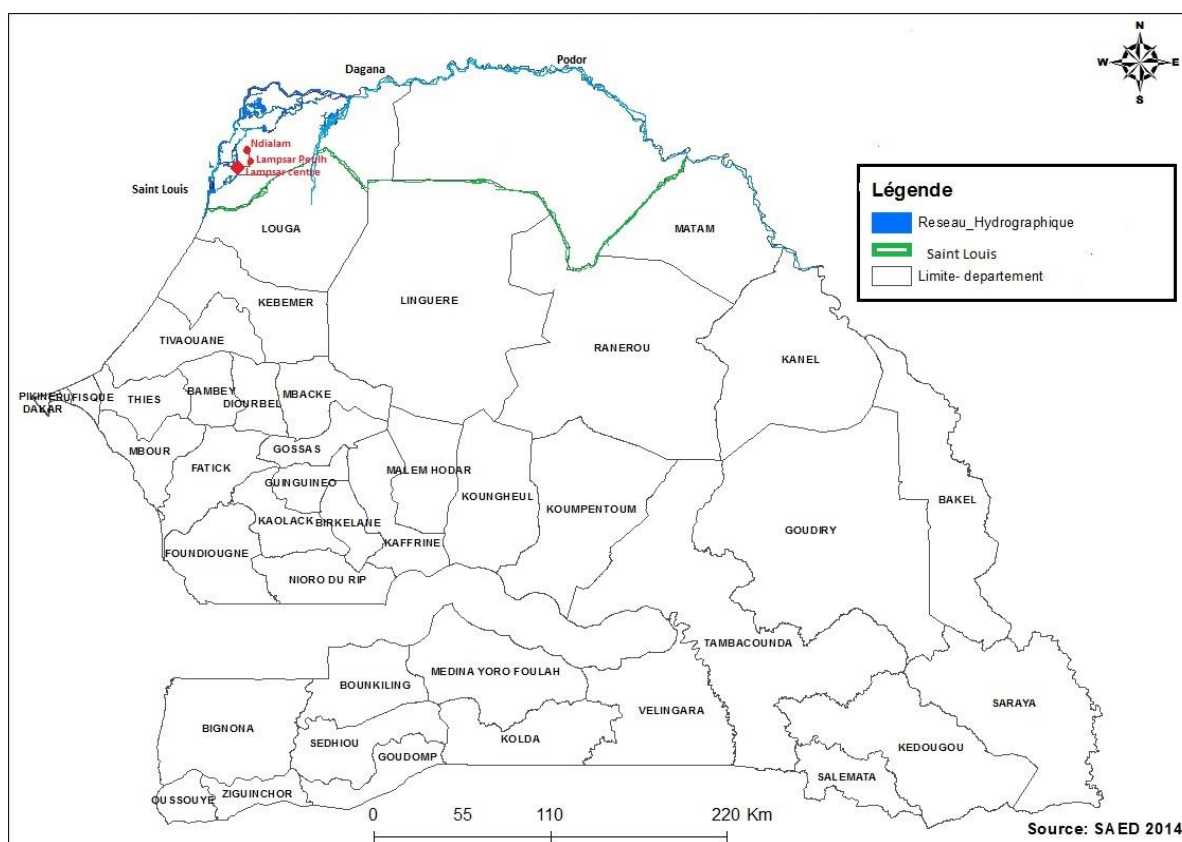 N
W E
S
Podor
Dagana
Ndialam
Lampsar Peulh
Lampsar centre
Saint Louis
Légende
Reseau_Hydrographique
Saint Louis
Limite- departement
LOUGA
MATAM
KEBEMER
LINGUERE
TIVAOUANE
RANEROU
KANEL
PIKINE
RUFISQUE
DAKAR
THIES
BAMBEY
DIOURBEL
MBACKE
MBOUR
FATICK
GOSSAS
MALEM HODAR
GUINGUINEO
KOUNGHEUL
KOUMPENTOUM
BAKEL
KAOLACK
BIRKELANE
GOUDIRY
KAFFRINE
FOUNDIOUGNE
NIORO DU RIP
TAMBACOUNDA
MEDINA YORO FOULAH
BOUNKILING
VELINGARA
SARAYA
BIGNONA
SEDHIOU
KOLDA
GOUDOMP
KEDOUGOU
SALEMATA
OUSSOUYE
ZIGUINCHOR
0 55 110 220 Km
Source: SAED 2014